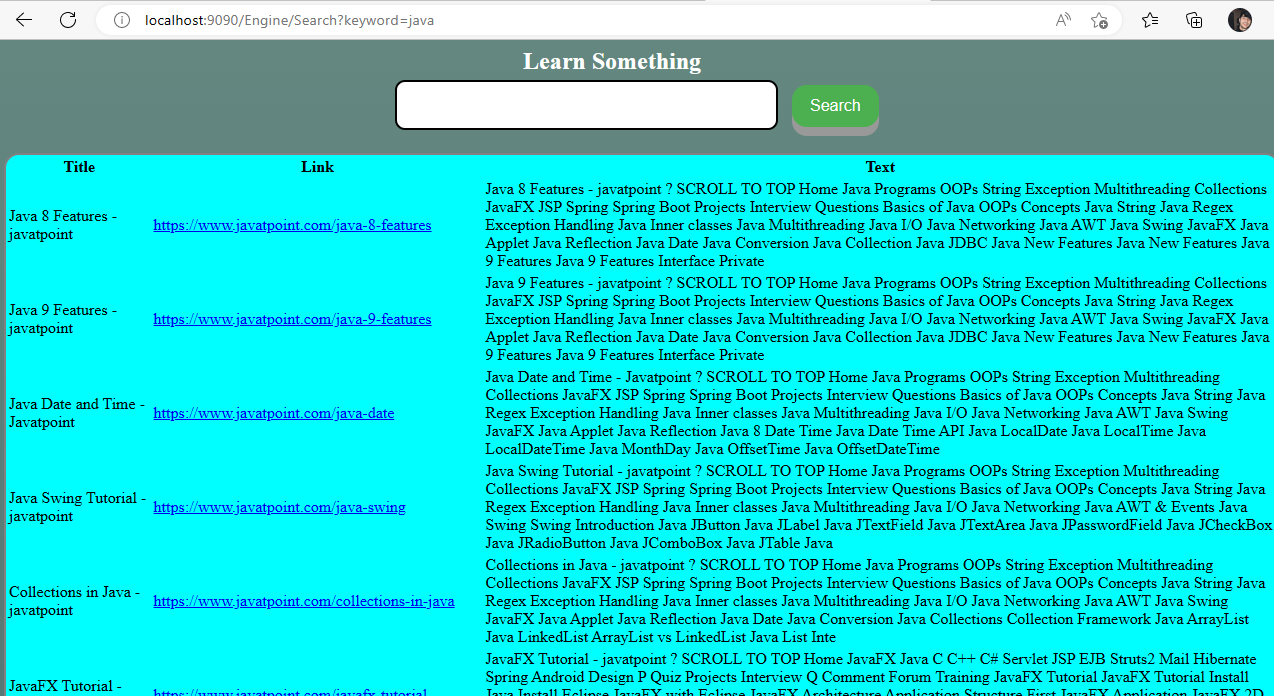 localhost:9090/Engine/Search?keyword=java
Learn Something
Search
Title Link Text
Java 8 Features -
javatpoint
https://www.javatpoint.com/java-8-features
Java 8 Features - javatpoint ? SCROLL TO TOP Home Java Programs OOPs String Exception Multithreading Collections
JavaFX JSP Spring Spring Boot Projects Interview Questions Basics of Java OOPs Concepts Java String Java Regex
Exception Handling Java Inner classes Java Multithreading Java I/O Java Networking Java AWT Java Swing JavaFX Java
Applet Java Reflection Java Date Java Conversion Java Collection Java JDBC Java New Features Java New Features Java
9 Features Java 9 Features Interface Private
Java 9 Features -
javatpoint
https://www.javatpoint.com/java-9-features
Java 9 Features - javatpoint ? SCROLL TO TOP Home Java Programs OOPs String Exception Multithreading Collections
JavaFX JSP Spring Spring Boot Projects Interview Questions Basics of Java OOPs Concepts Java String Java Regex
Exception Handling Java Inner classes Java Multithreading Java I/O Java Networking Java AWT Java Swing JavaFX Java
Applet Java Reflection Java Date Java Conversion Java Collection Java JDBC Java New Features Java New Features Java
9 Features Java 9 Features Interface Private
Java Date and Time -
Javatpoint
https://www.javatpoint.com/java-date
Java Date and Time - Javatpoint ? SCROLL TO TOP Home Java Programs OOPs String Exception Multithreading
Collections JavaFX JSP Spring Spring Boot Projects Interview Questions Basics of Java OOPs Concepts Java String Java
Regex Exception Handling Java Inner classes Java Multithreading Java I/O Java Networking Java AWT Java Swing
JavaFX Java Applet Java Reflection Java 8 Date Time Java Date Time API Java LocalDate Java LocalTime Java
LocalDateTime Java MonthDay Java OffsetTime Java OffsetDateTime
Java Swing Tutorial -
javatpoint
https://www.javatpoint.com/java-swing
Java Swing Tutorial - javatpoint ? SCROLL TO TOP Home Java Programs OOPs String Exception Multithreading
Collections JavaFX JSP Spring Spring Boot Projects Interview Questions Basics of Java OOPs Concepts Java String Java
Regex Exception Handling Java Inner classes Java Multithreading Java I/O Java Networking Java AWT & Events Java
Swing Swing Introduction Java JButton Java JLabel Java JTextField Java JTextArea Java JPasswordField Java JCheckBox
Java JRadioButton Java JComboBox Java JTable Java
Collections in Java -
javatpoint
https://www.javatpoint.com/collections-in-java
Collections in Java - javatpoint ? SCROLL TO TOP Home Java Programs OOPs String Exception Multithreading
Collections JavaFX JSP Spring Spring Boot Projects Interview Questions Basics of Java OOPs Concepts Java String Java
Regex Exception Handling Java Inner classes Java Multithreading Java I/O Java Networking Java AWT Java Swing
JavaFX Java Applet Java Reflection Java Date Java Conversion Java Collections Collection Framework Java ArrayList
Java LinkedList ArrayList vs LinkedList Java List Inte
JavaFX Tutorial -
https://www.javatpoint.com/javafx-tutorial
JavaFX Tutorial - javatpoint ? SCROLL TO TOP Home JavaFX Java C C++ C# Servlet JSP EJB Struts2 Mail Hibernate
Spring Android Design P Quiz Projects Interview Q Comment Forum Training JavaFX Tutorial JavaFX Tutorial Install
Java Install Eclipse JavaFX with Eclipse JavaFX Architecture Application Structure First JavaFX Application JavaFX 2D